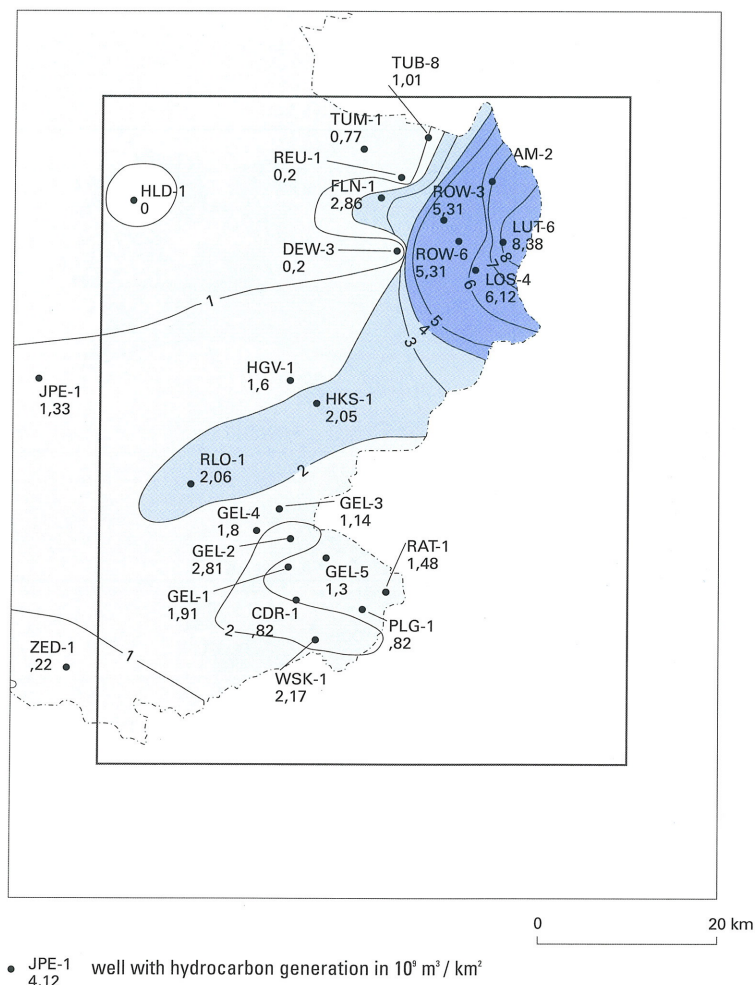 TUB-8
1,01
TUM-1
0,77
REU-1
0,2
FLN-1
2,86
AM-2
ROW-3
5,31
HLD-1
0
LUT-6
8,38
DEW-3
0,2
ROW-6
5,31
8
7
6
LOS-4
6,12
1
5
4
3
HGV-1
1,6
JPE-1
1,33
HKS-1
2,05
RLO-1
2,06
2
GEL-3
1,14
GEL-4
1,8
GEL-2
2,81
RAT-1
1,48
GEL-5
1,3
GEL-1
1,91
CDR-1
,82
2
PLG-1
,82
ZED-1
,22
1
WSK-1
2,17
0 20 km
JPE-1 well with hydrocarbon generation in 10⁹ m³ / km²
4,12